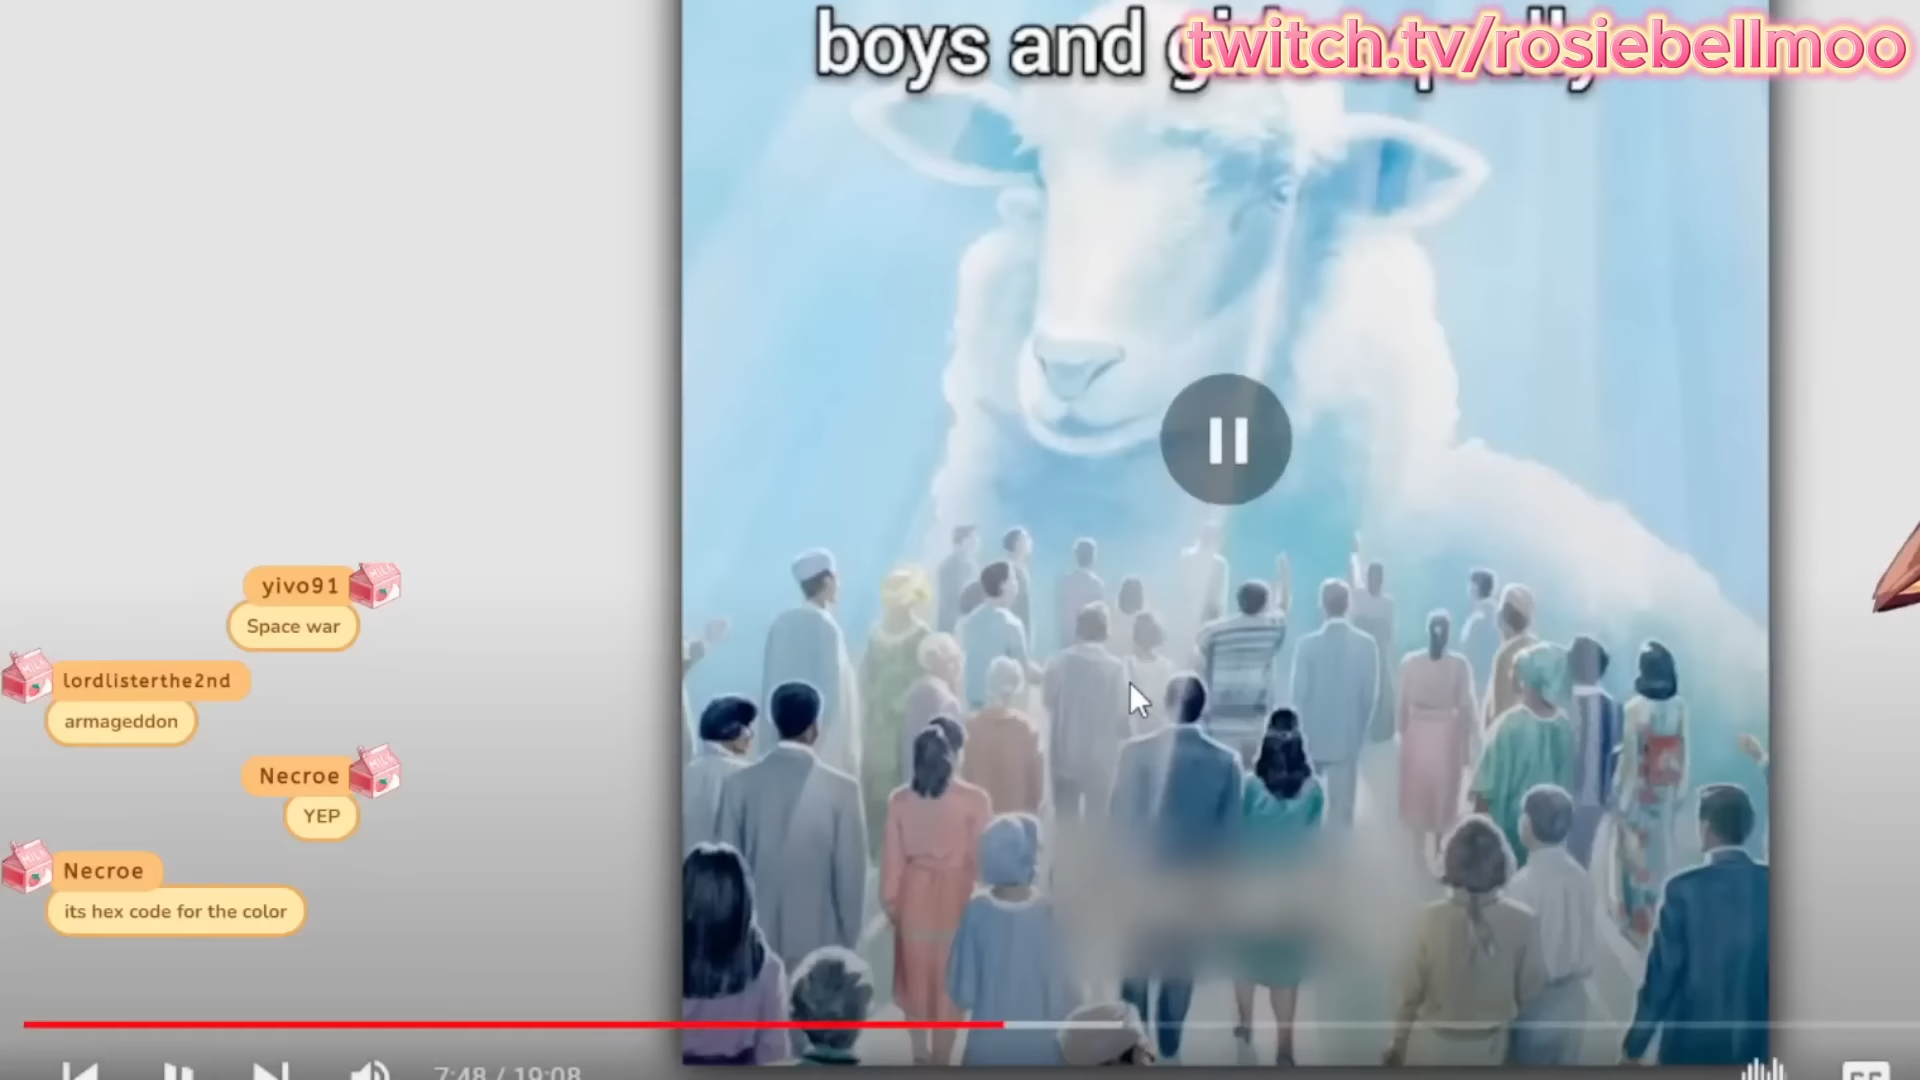 boys and
twitch.tv/rosiebellmoo
yivo91
Space war
lordlisterthe2nd
armageddon
Necroe
YEP
Necroe
its hex code for the color
7:48 / 19:08